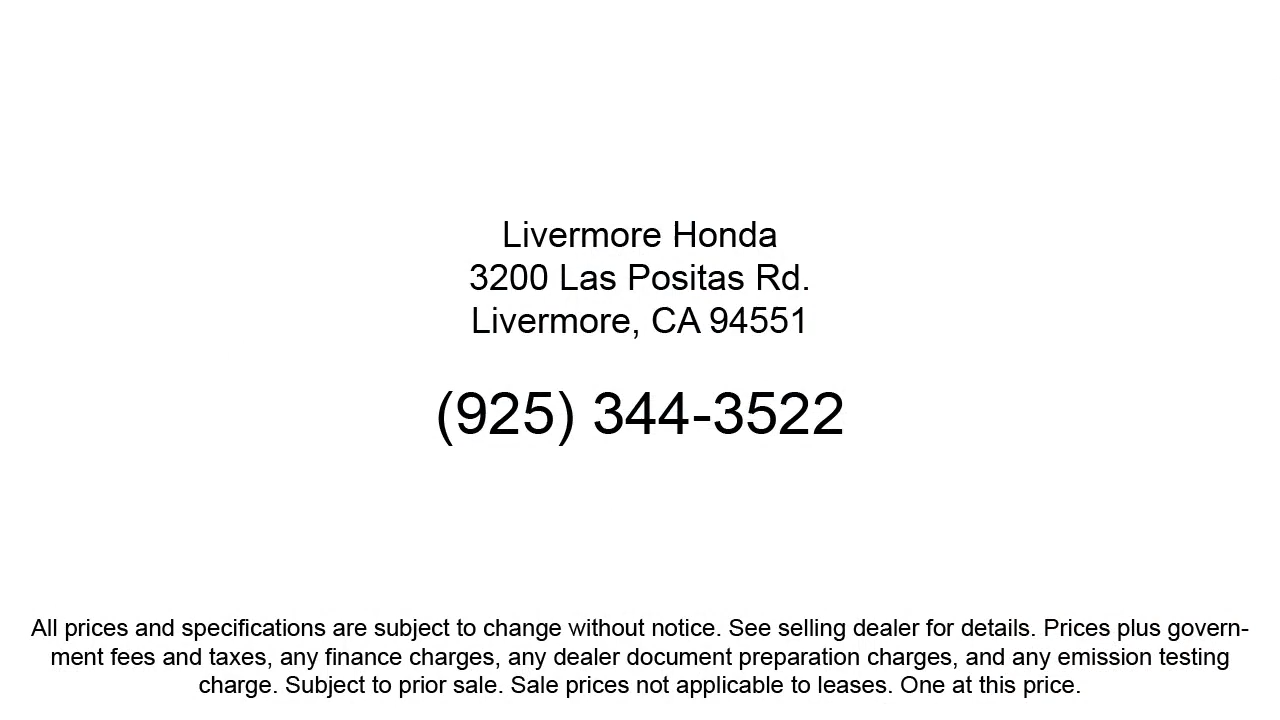 Livermore Honda
3200 Las Positas Rd.
Livermore, CA 94551
(925) 344-3522
All prices and specifications are subject to change without notice. See selling dealer for details. Prices plus govern-
ment fees and taxes, any finance charges, any dealer document preparation charges, and any emission testing
charge. Subject to prior sale. Sale prices not applicable to leases. One at this price.